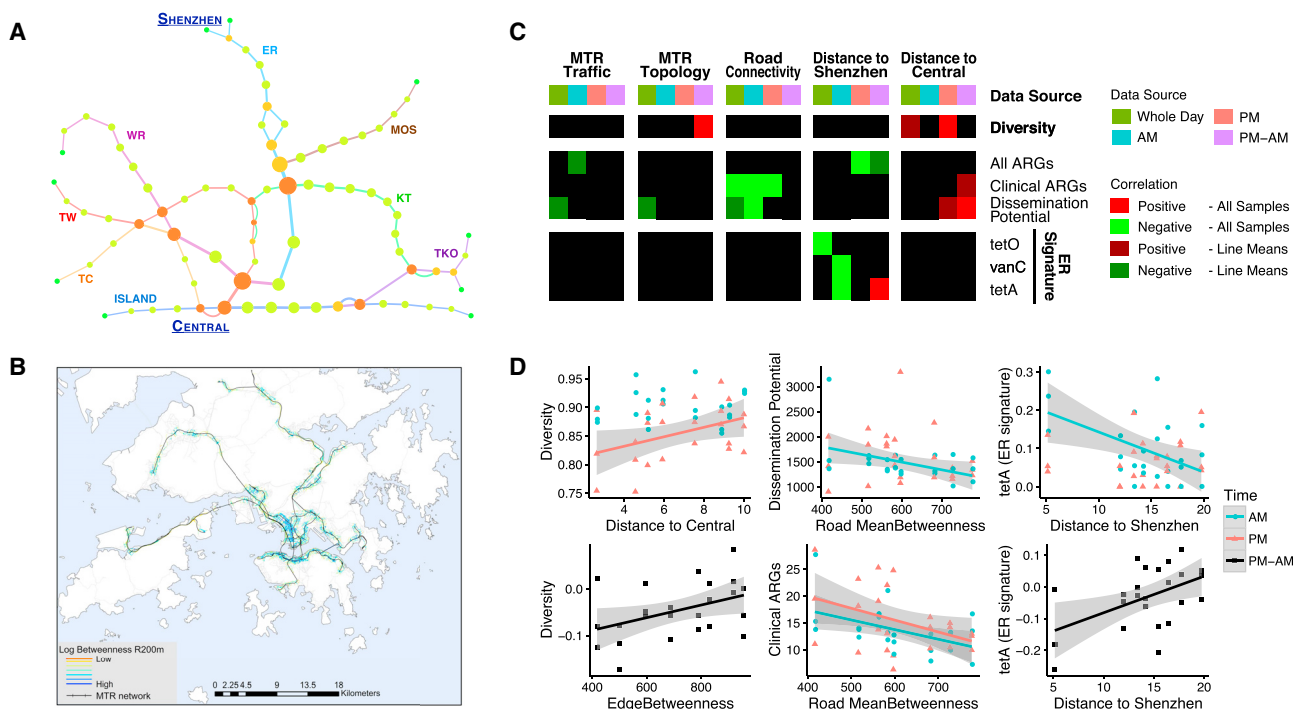 A
SHENZHEN
ER
MOS
WR
KT
TW
TKO
TC
ISLAND
CENTRAL
B
Log Betweenness R200m
Low
High
MTR network
0 2.25 4.5 9 13.5 18
Kilometers
C
MTR Traffic
MTR Topology
Road Connectivity
Distance to Shenzhen
Distance to Central
Data Source
Diversity
All ARGs
Clinical ARGs
Dissemination
Potential
tetO
vanC
tetA
ER
Signature
Data Source
Whole Day
PM
AM
PM-AM
Correlation
Positive - All Samples
Negative - All Samples
Positive - Line Means
Negative - Line Means
D
Diversity
0.95
0.90
0.85
0.80
0.75
4 6 8 10
Distance to Central
Dissemination Potential
3000
2500
2000
1500
1000
400 500 600 700
Road MeanBetweenness
tetA (ER signature)
0.3
0.2
0.1
0.0
5 10 15 20
Distance to Shenzhen
Diversity
0.0
−0.1
400 600 800
EdgeBetweenness
Clinical ARGs
25
20
15
10
400 500 600 700
Road MeanBetweenness
tetA (ER signature)
0.1
0.0
−0.1
−0.2
5 10 15 20
Distance to Shenzhen
Time
AM
PM
PM-AM